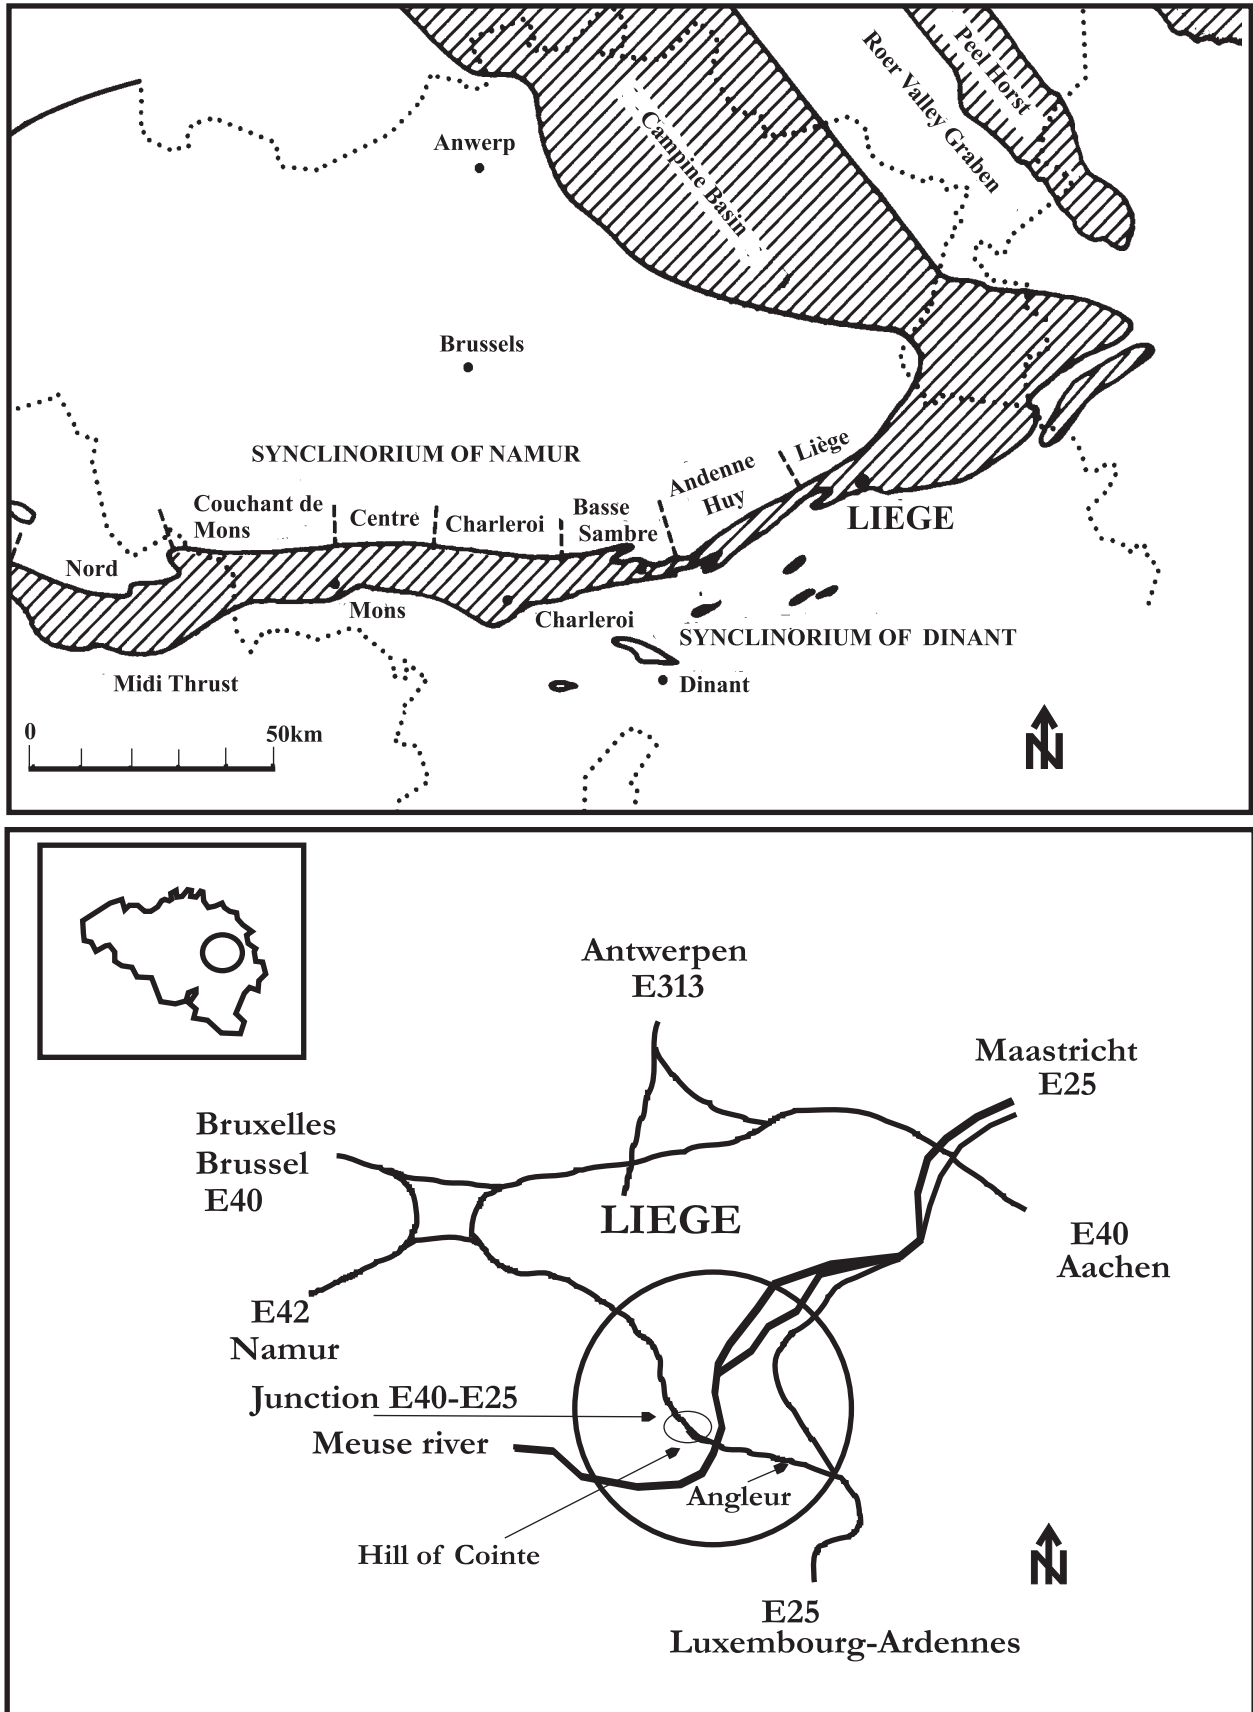 Peel Horst
Roer Valley Graben
Campine Basin
Anwerp
Brussels
SYNCLINORIUM OF NAMUR
Liège
Andenne
Huy
Couchant de
Mons
Centre
Charleroi
Basse
Sambre
LIEGE
Nord
Mons
Charleroi
SYNCLINORIUM OF DINANT
Midi Thrust
Dinant
0
50km
N
Antwerpen
E313
Maastricht
E25
Bruxelles
Brussel
E40
LIEGE
E40
Aachen
E42
Namur
Junction E40-E25
Meuse river
Angleur
Hill of Cointe
N
E25
Luxembourg-Ardennes